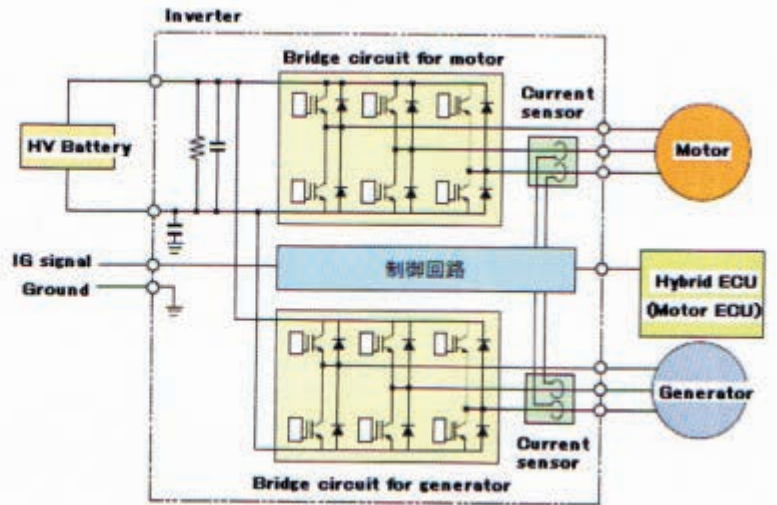 Inverter
Bridge circuit for motor
Current
sensor
HV Battery
Motor
IG signal
制御回路
Ground
Hybrid ECU
(Motor ECU)
Generator
Current
sensor
Bridge circuit for generator